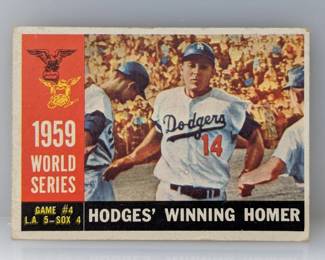 1959
WORLD
SERIES
GAME #4
L.A. 5-SOX 4
Dodgers
14
HODGES' WINNING HOMER